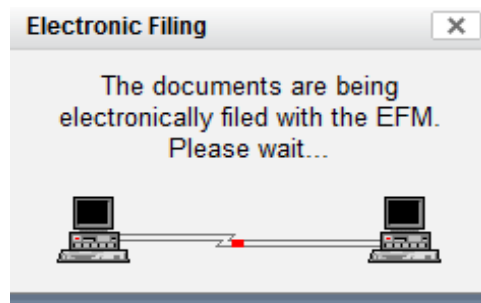 Electronic Filing
The documents are being
electronically filed with the EFM.
Please wait...